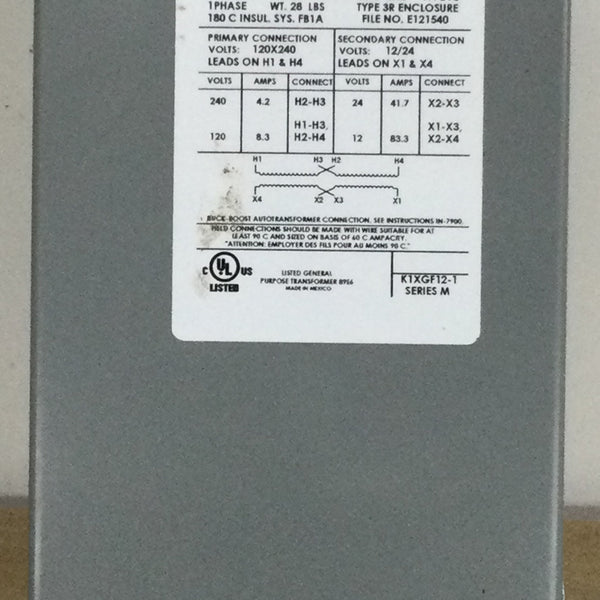 1PHASE WT. 28 LBS TYPE 3R ENCLOSURE
180 C INSUL. SYS. FB1A FILE NO. E121540
PRIMARY CONNECTION SECONDARY CONNECTION
VOLTS: 120X240 VOLTS: 12/24
LEADS ON H1 & H4 LEADS ON X1 & X4
VOLTS AMPS CONNECT VOLTS AMPS CONNECT
240 4.2 H2-H3 24 41.7 X2-X3
H1-H3, X1-X3,
120 8.3 H2-H4 12 83.3 X2-X4
H1 H3 H2 H4
X4 X2 X3 X1
BUCK-BOOST AUTOTRANSFORMER CONNECTION. SEE INSTRUCTIONS IN-7900.
FIELD CONNECTIONS SHOULD BE MADE WITH WIRE SUITABLE FOR AT
LEAST 90 C AND SIZED ON BASIS OF 60 C AMPACITY.
"ATTENTION: EMPLOYER DES FILS POUR AU MOINS 90 C."
C UL US
LISTED
LISTED GENERAL
PURPOSE TRANSFORMER 89E6
MADE IN MEXICO
K1XGF12-1
SERIES M